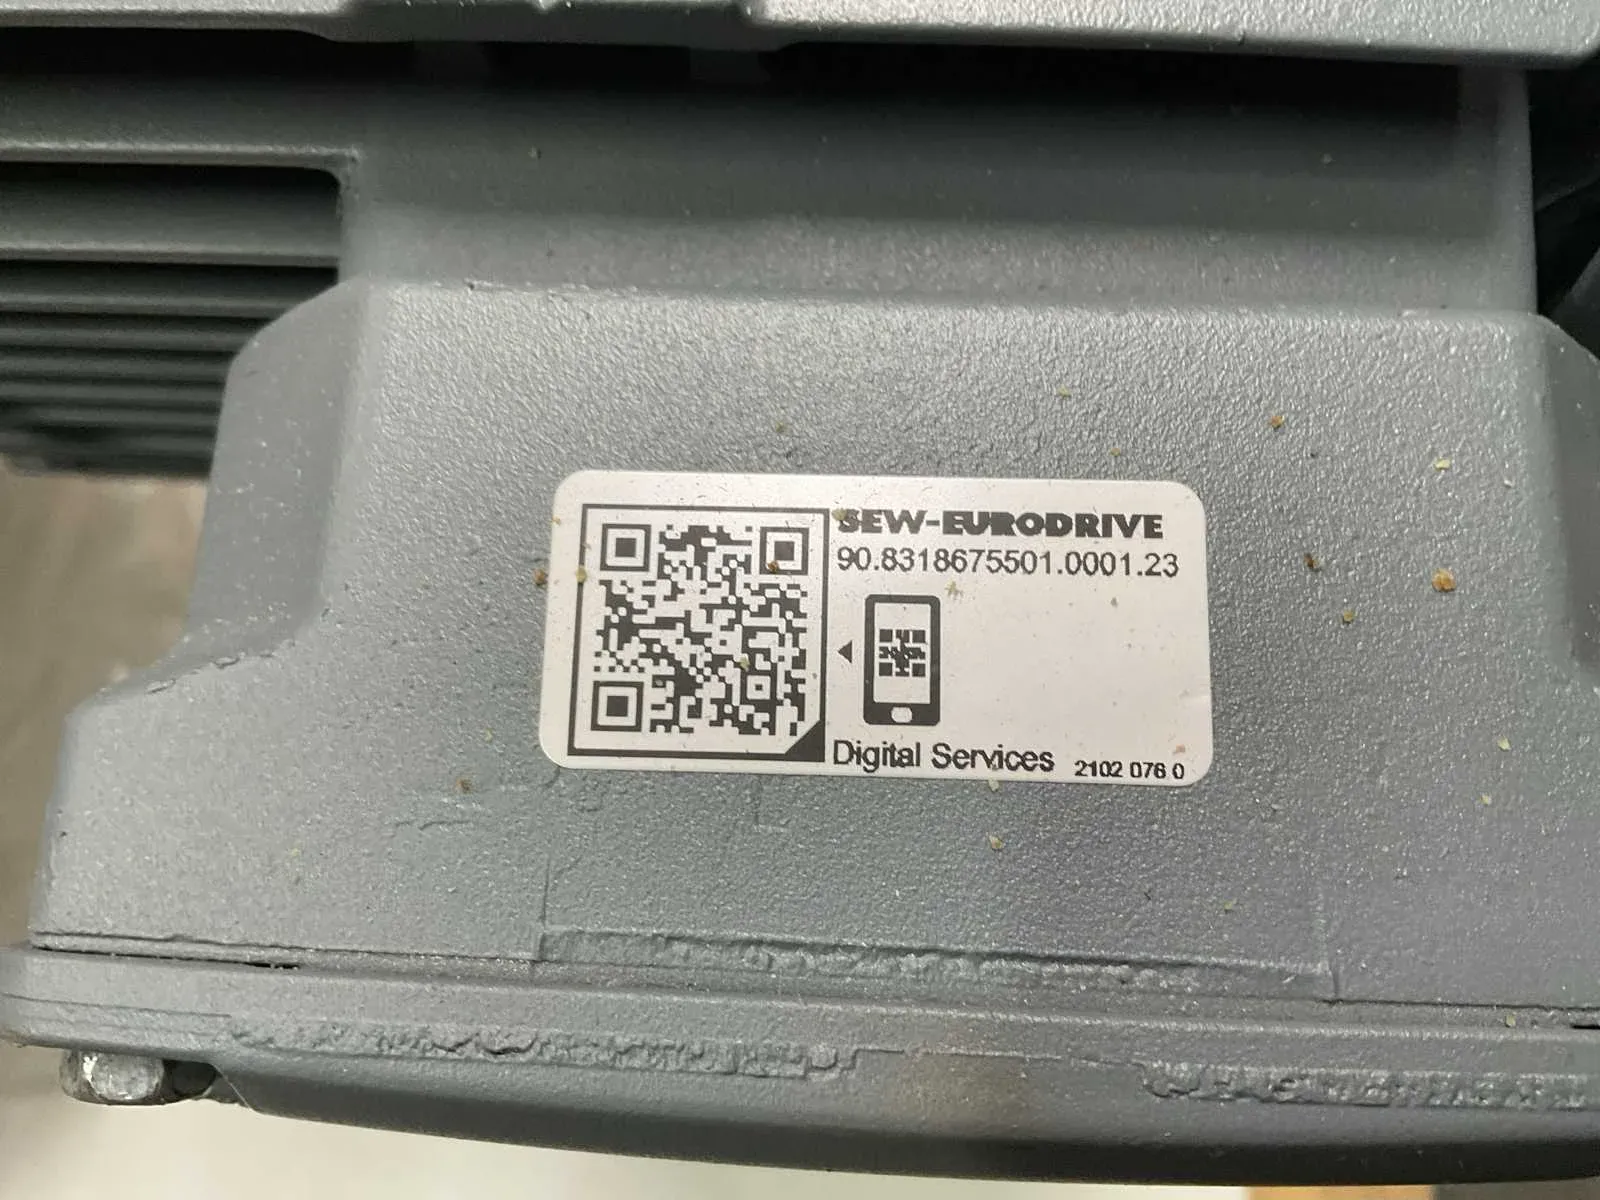 SEW-EURODRIVE
90.8318675501.0001.23
Digital Services 2102 076 0